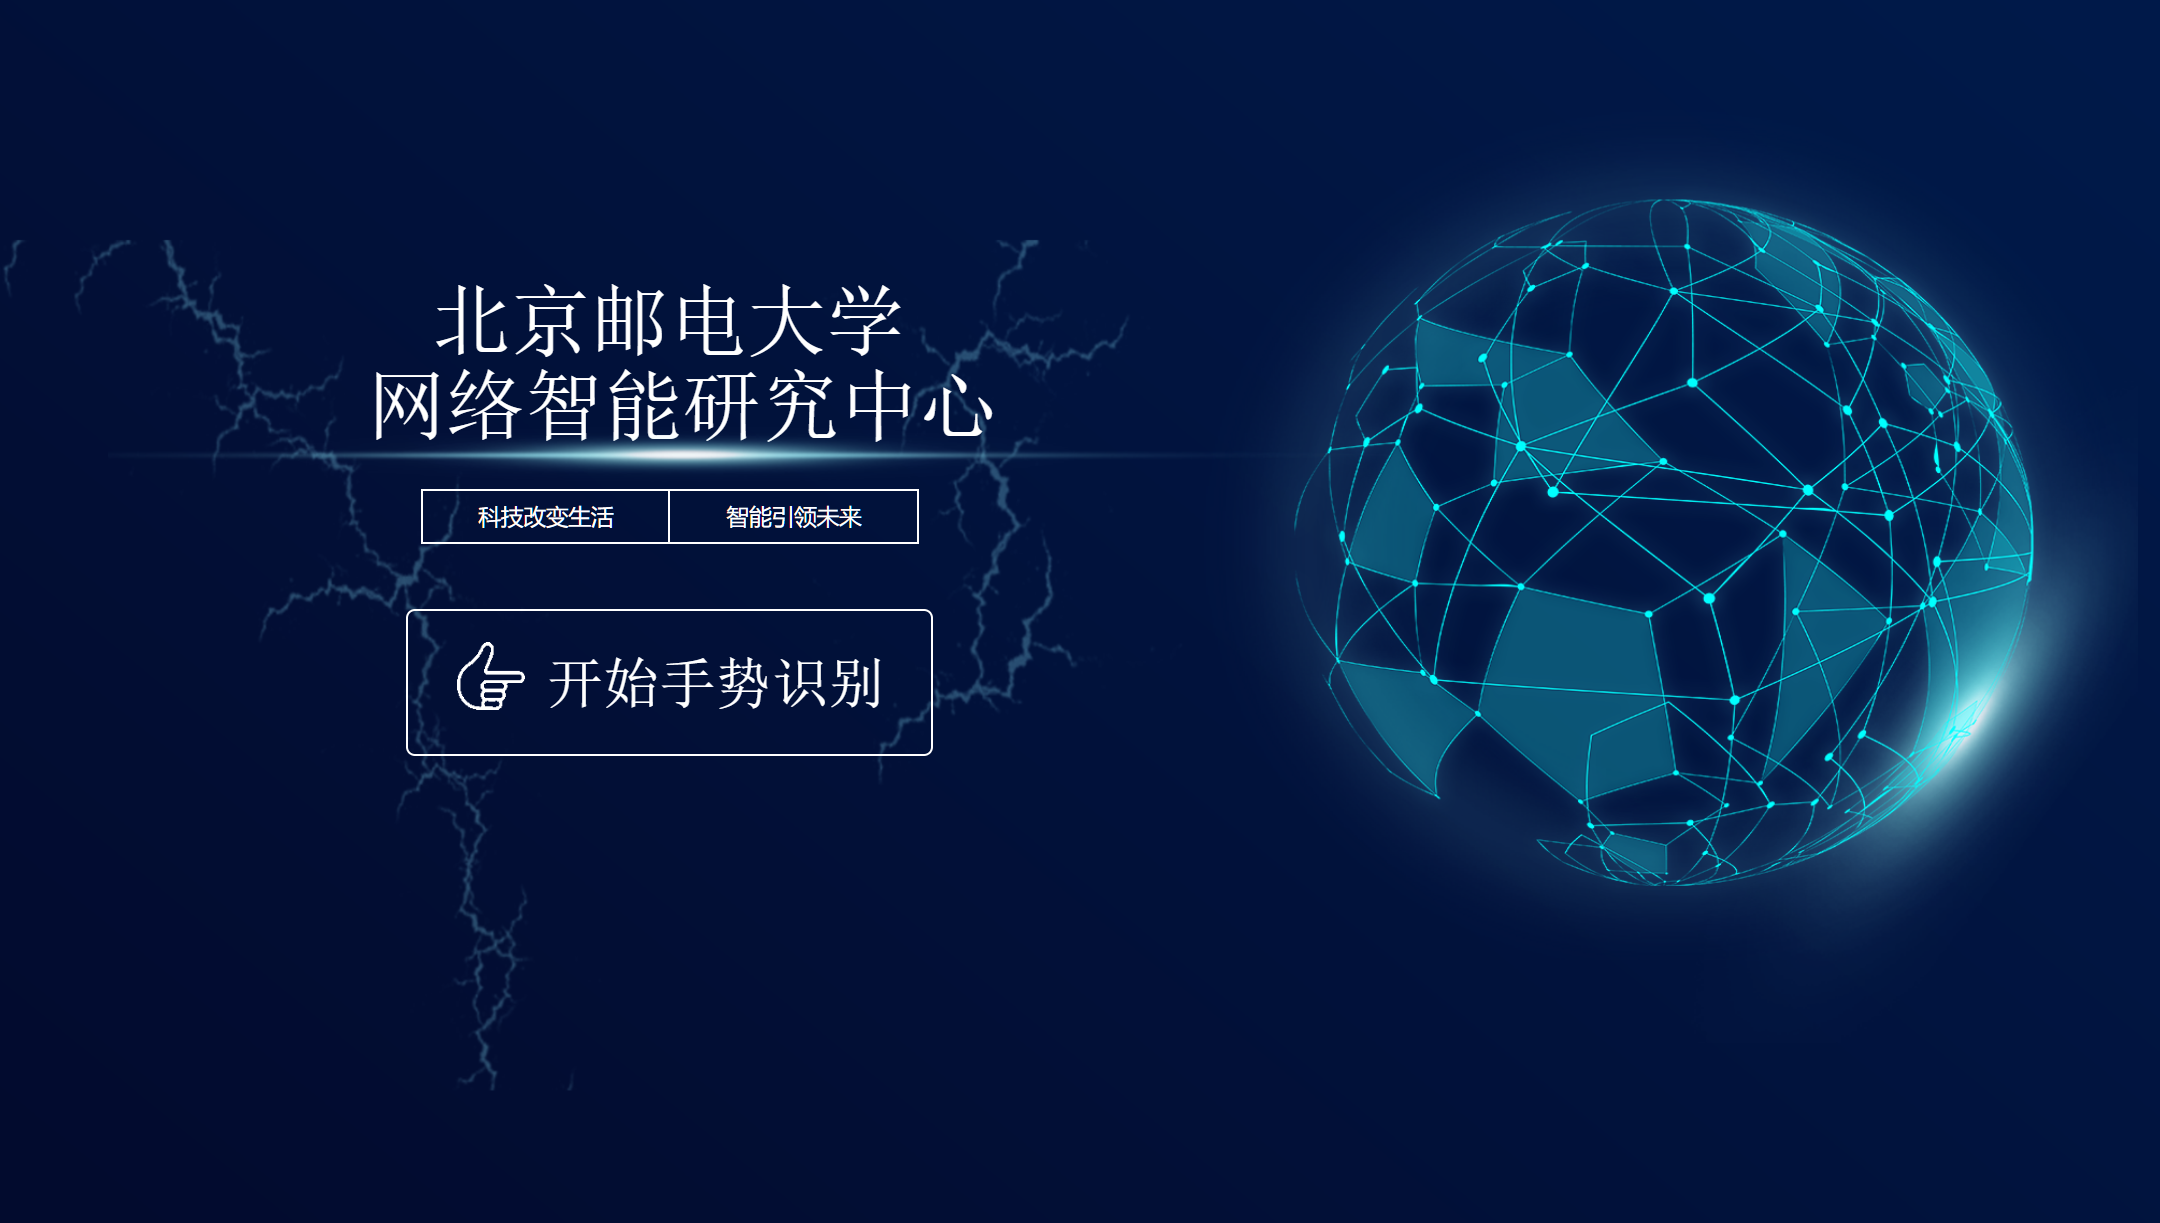 北京邮电大学
网络智能研究中心
科技改变生活 智能引领未来
开始手势识别